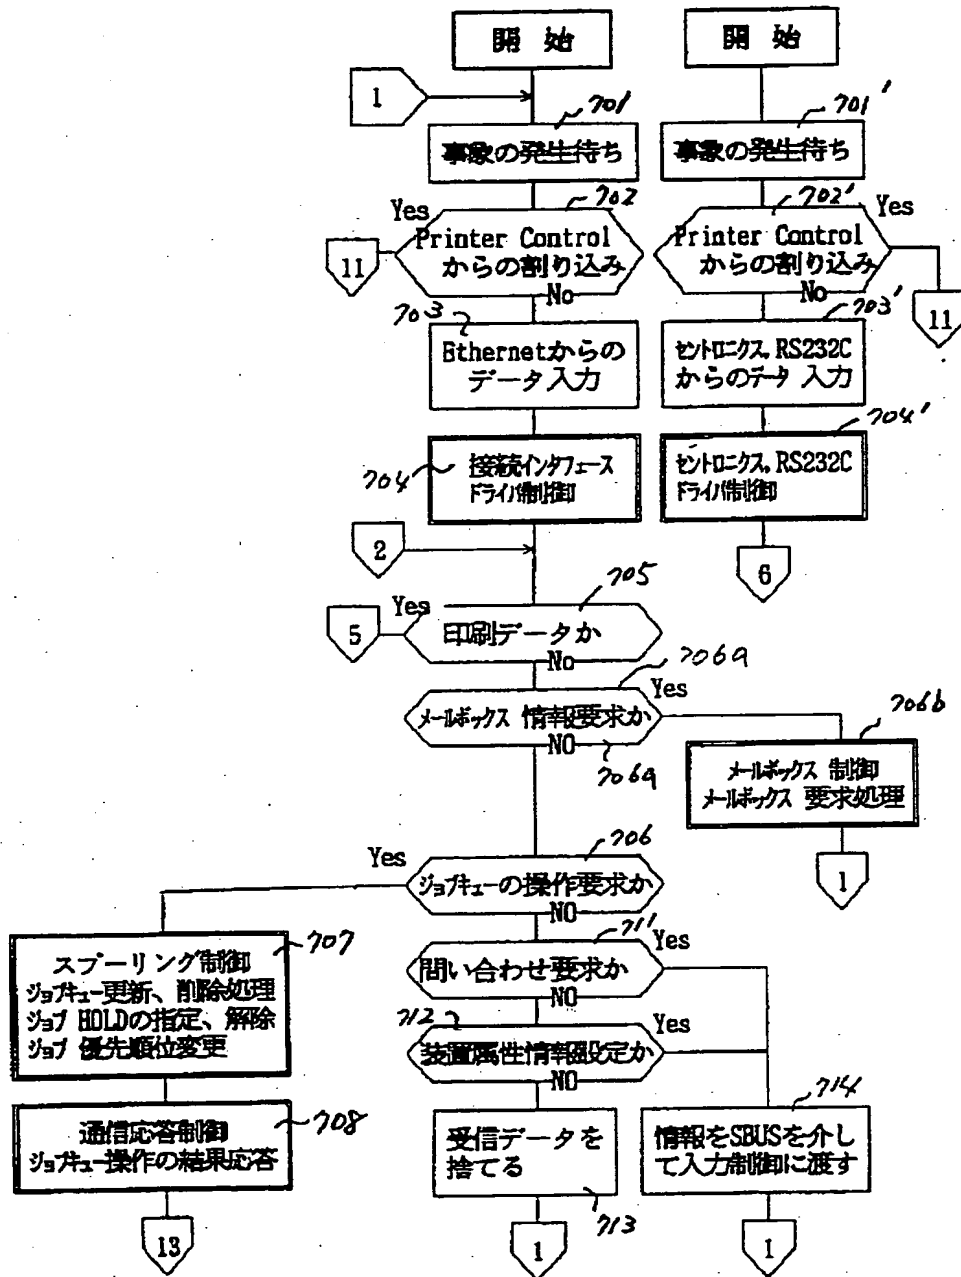 開 始
開 始
1
701
701'
事象の発生待ち
事象の発生待ち
702
702'
Yes
Yes
Printer Control
からの割り込み
Printer Control
からの割り込み
11
No
No
11
703
703'
Ethernetからの
データ入力
セントロニクス,RS232C
からのデータ 入力
704
704'
接続インタフェース
ドライバ制御
セントロニクス,RS232C
ドライバ制御
2
6
705
Yes
5
印刷データか
No
706a
Yes
メールボックス 情報要求か
NO
706a
706b
メールボックス 制御
メールボックス 要求処理
1
706
Yes
ジョブキューの操作要求か
NO
707
スプーリング制御
ジョブキュー更新、削除処理
ジョブ HOLDの指定、解除
ジョブ 優先順位変更
711
Yes
問い合わせ要求か
NO
712
Yes
装置属性情報設定か
NO
708
通信応答制御
ジョブキュー操作の結果応答
受信データを
捨てる
714
情報をSBUSを介し
て入力制御に渡す
713
13
1
1